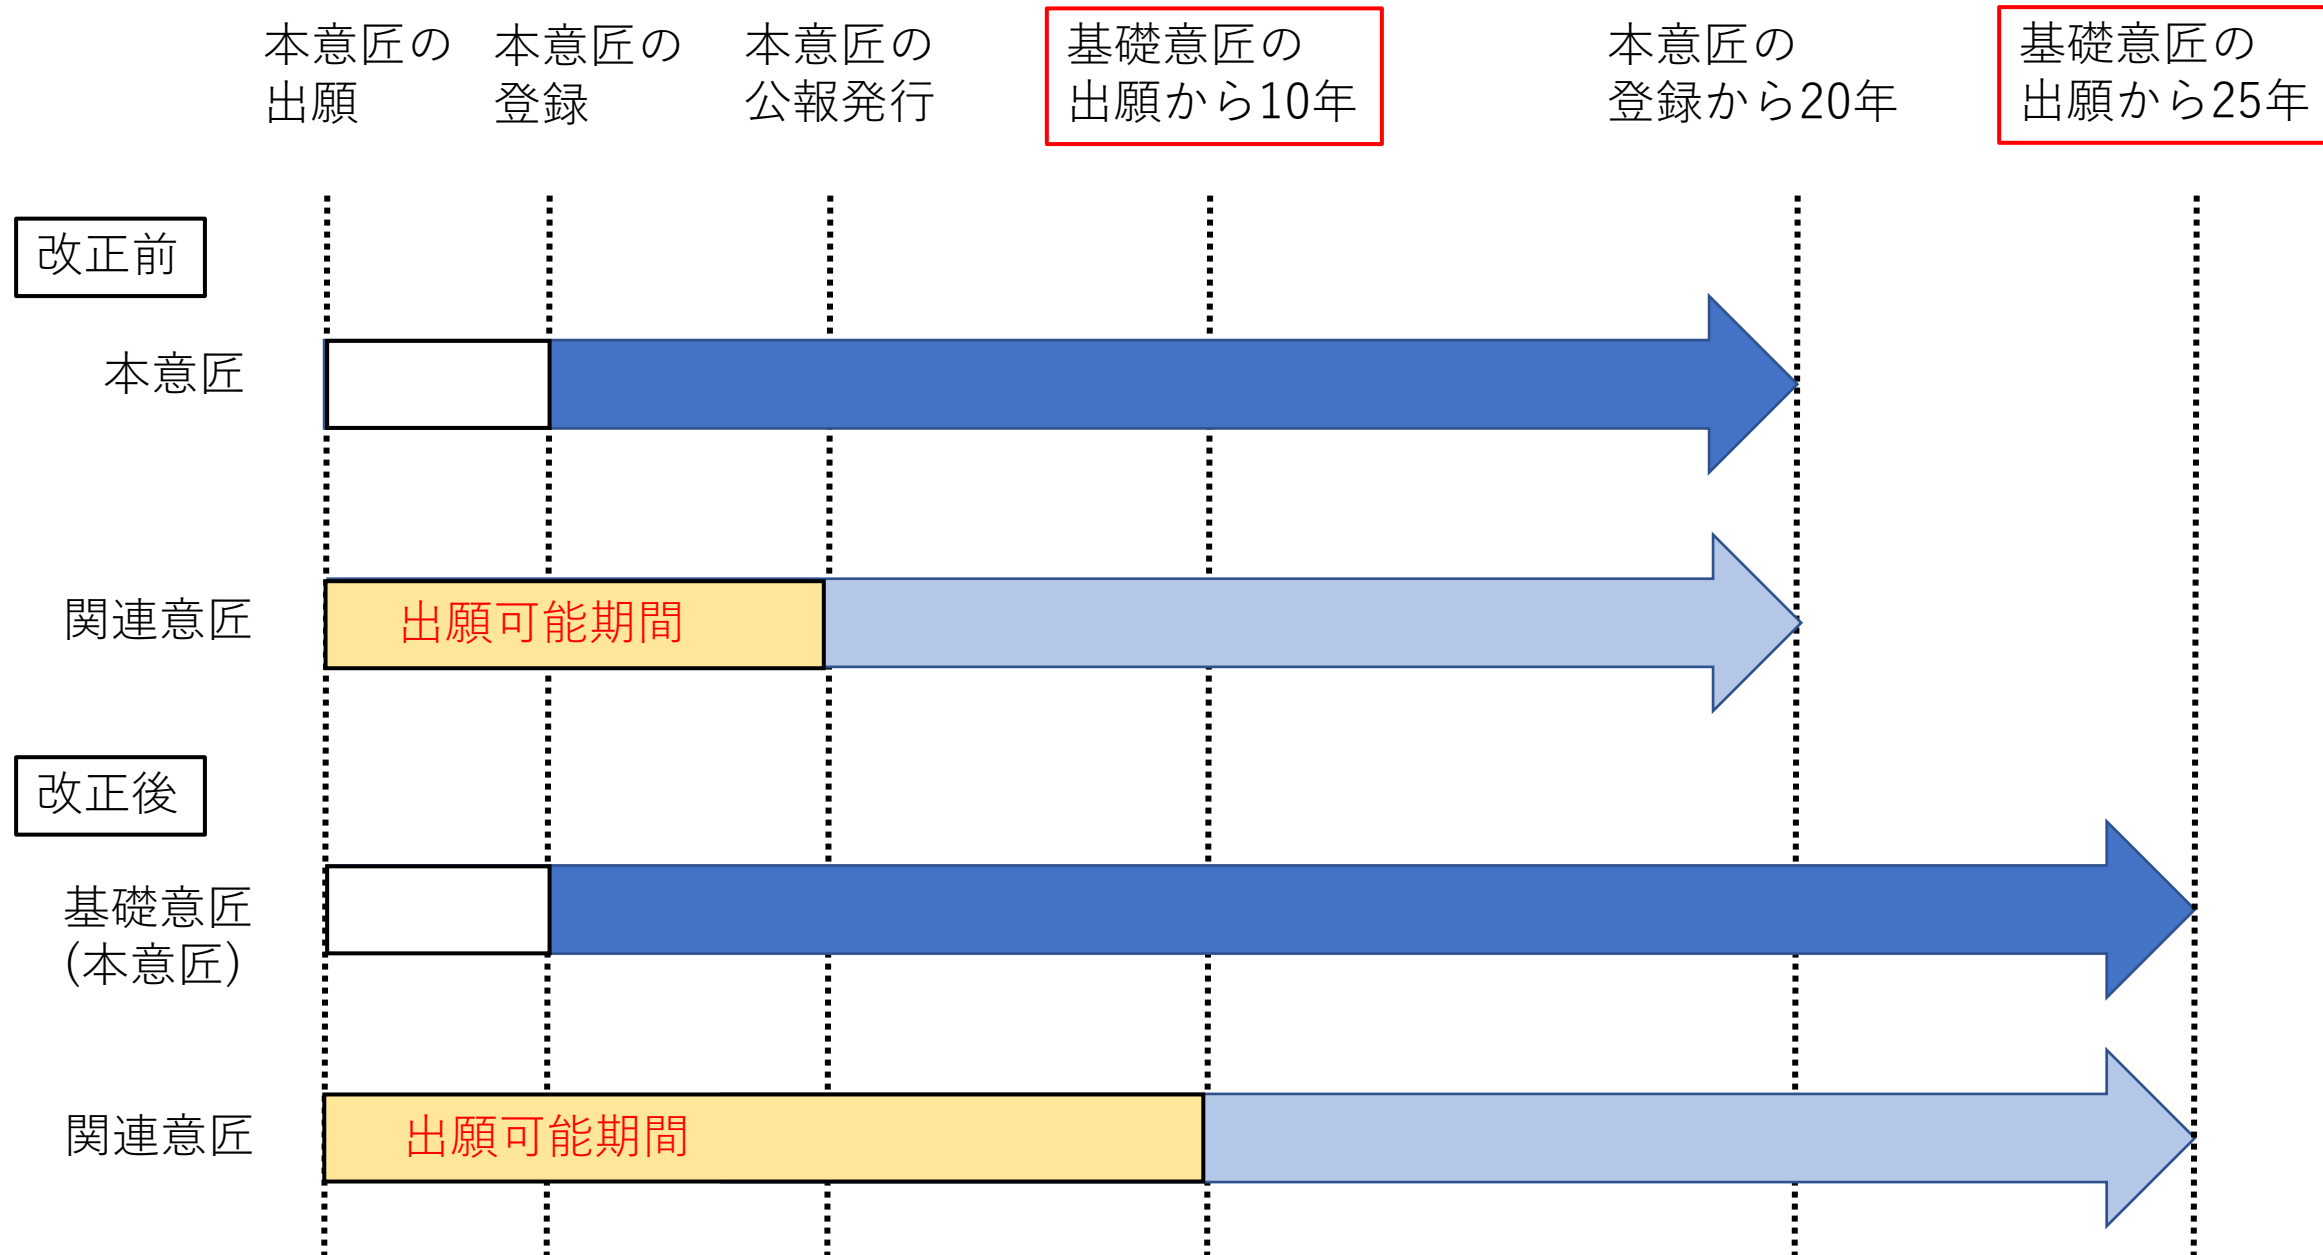 本意匠の
出願
本意匠の
登録
本意匠の
公報発行
基礎意匠の
出願から10年
本意匠の
登録から20年
基礎意匠の
出願から25年
改正前
本意匠
関連意匠
出願可能期間
改正後
基礎意匠
(本意匠)
関連意匠
出願可能期間